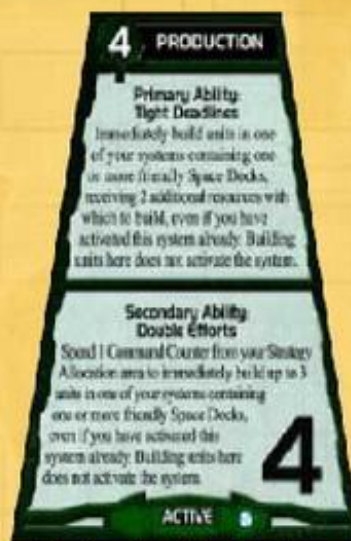 4 PRODUCTION
Primary Ability:
Tight Deadlines
Immediately build units in one
of your systems containing one
or more friendly Space Docks,
receiving 2 additional resources with
which to build, even if you have
activated this system already. Building
units here does not activate the system.
Secondary Ability:
Double Efforts
Spend 1 Command Counter from your Strategy
Allocation area to immediately build up to 3
units in one of your systems containing
one or more friendly Space Docks,
even if you have activated this
system already. Building units here
does not activate the system.
4
ACTIVE